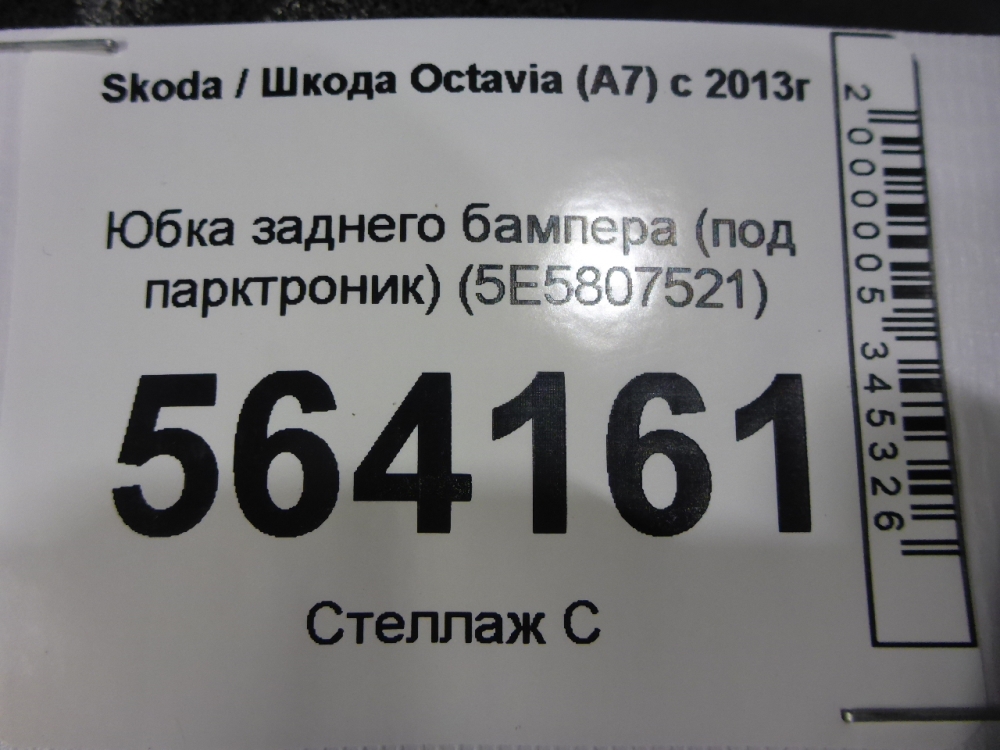 Skoda / Шкода Octavia (A7) с 2013г
Юбка заднего бампера (под
парктроник) (5E5807521)
564161
Стеллаж С
2000005345326